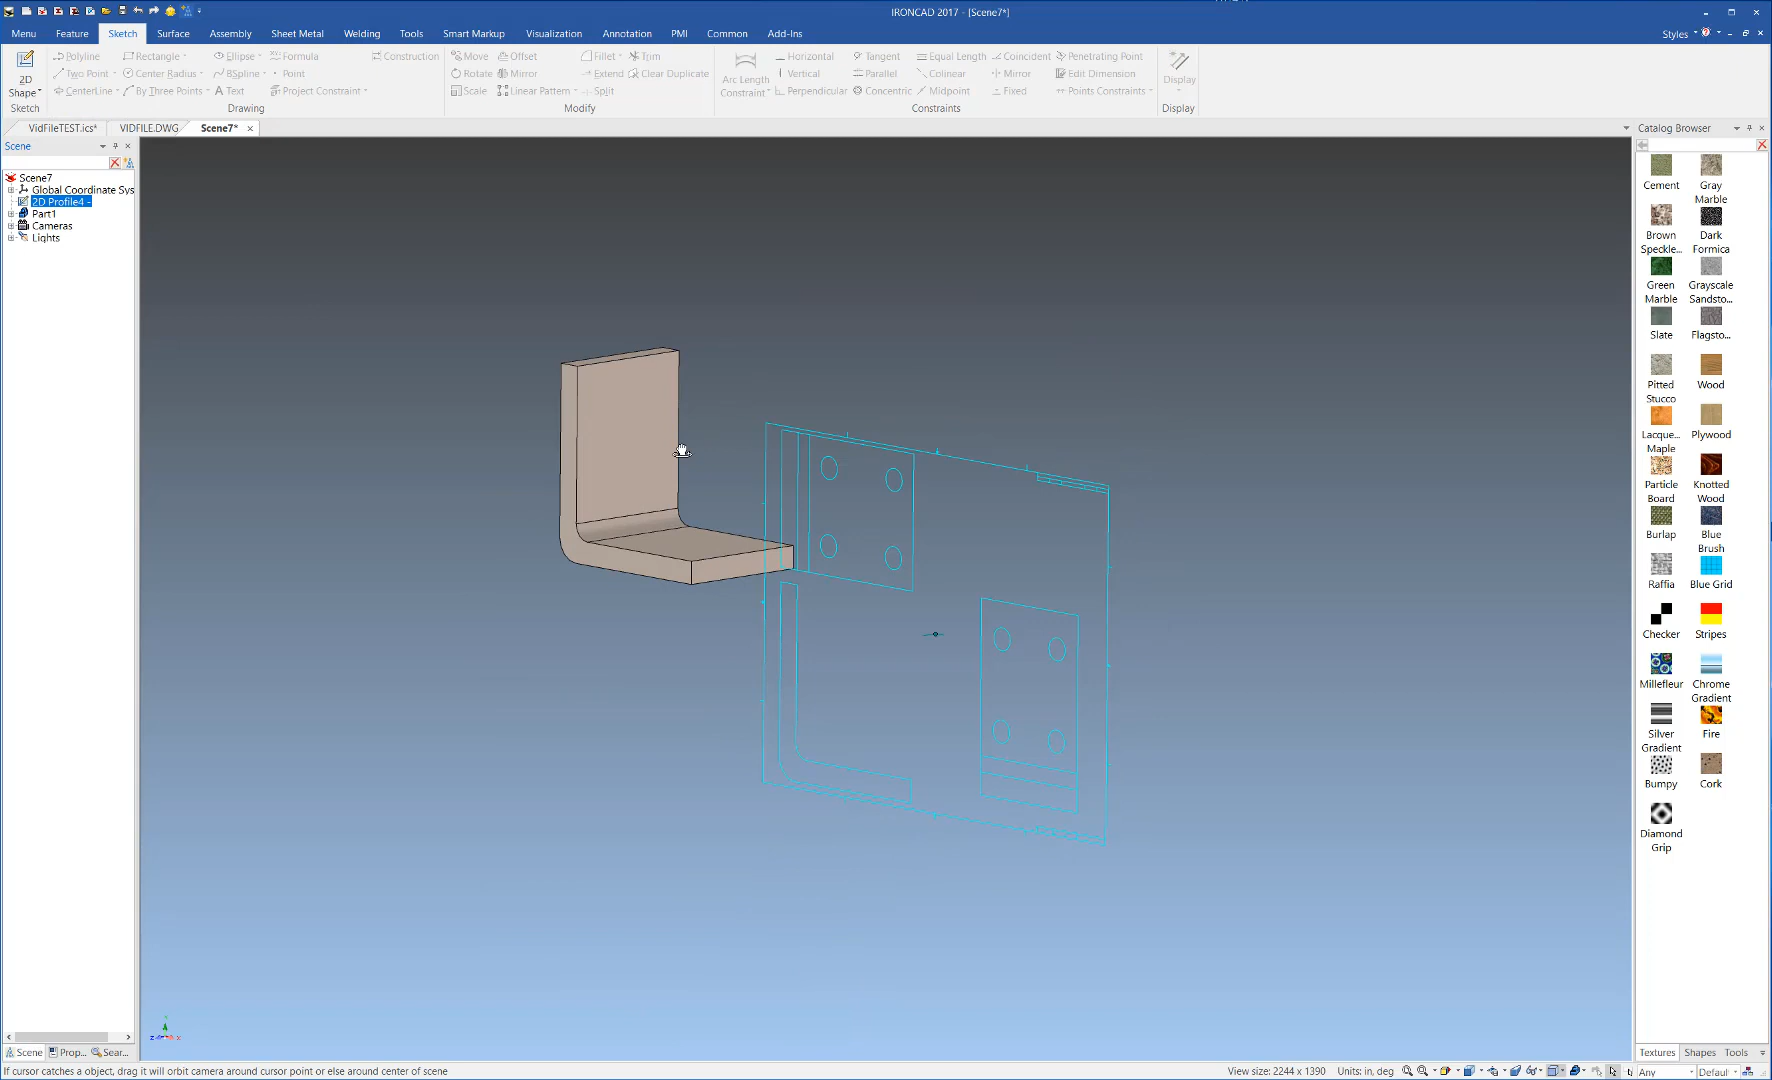 IRONCAD 2017 - [Scene7*]
Menu Feature Sketch Surface Assembly Sheet Metal Welding Tools Smart Markup Visualization Annotation PMI Common Add-Ins Styles
2D Shape
Sketch
Polyline Rectangle Ellipse Formula Construction
Two Point Center Radius BSpline Point
CenterLine By Three Points Text Project Constraint
Drawing
Move Offset Fillet Trim
Rotate Mirror Extend Clear Duplicate
Scale Linear Pattern Split
Modify
Arc Length Constraint
Horizontal Tangent Equal Length Coincident Penetrating Point
Vertical Parallel Colinear Mirror Edit Dimension
Perpendicular Concentric Midpoint Fixed Points Constraints
Constraints
Display
Display
VidFileTEST.ics* VIDFILE.DWG Scene7*
Scene
Scene7
Global Coordinate Sys
2D Profile4 -
Part1
Cameras
Lights
Catalog Browser
Cement Gray Marble
Brown Speckle... Dark Formica
Green Marble Grayscale Sandsto...
Slate Flagsto...
Pitted Stucco Wood
Lacque... Maple Plywood
Particle Board Knotted Wood
Burlap Blue Brush
Raffia Blue Grid
Checker Stripes
Millefleur Chrome Gradient
Silver Gradient Fire
Bumpy Cork
Diamond Grip
Scene Prop... Sear...
Textures Shapes Tools
If cursor catches a object, drag it will orbit camera around cursor point or else around center of scene
View size: 2244 x 1390 Units: in, deg Any Default